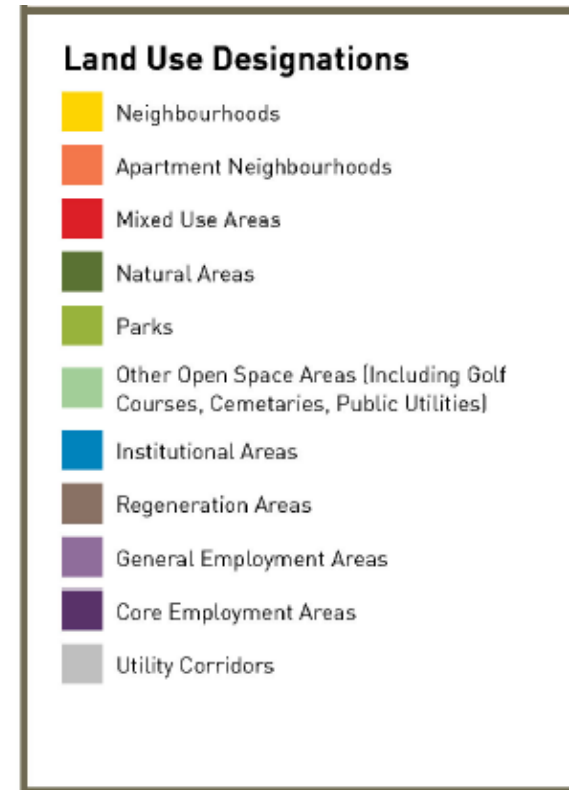 Land Use Designations
Neighbourhoods
Apartment Neighbourhoods
Mixed Use Areas
Natural Areas
Parks
Other Open Space Areas (Including Golf
Courses, Cemetaries, Public Utilities)
Institutional Areas
Regeneration Areas
General Employment Areas
Core Employment Areas
Utility Corridors